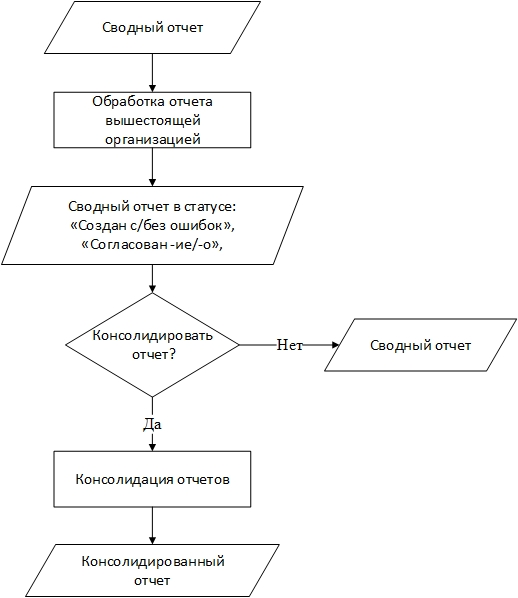 Сводный отчет
Обработка отчета
вышестоящей
организацией
Сводный отчет в статусе:
«Создан с/без ошибок»,
«Согласован -ие/-о»,
Консолидировать
отчет?
Нет
Сводный отчет
Да
Консолидация отчетов
Консолидированный
отчет